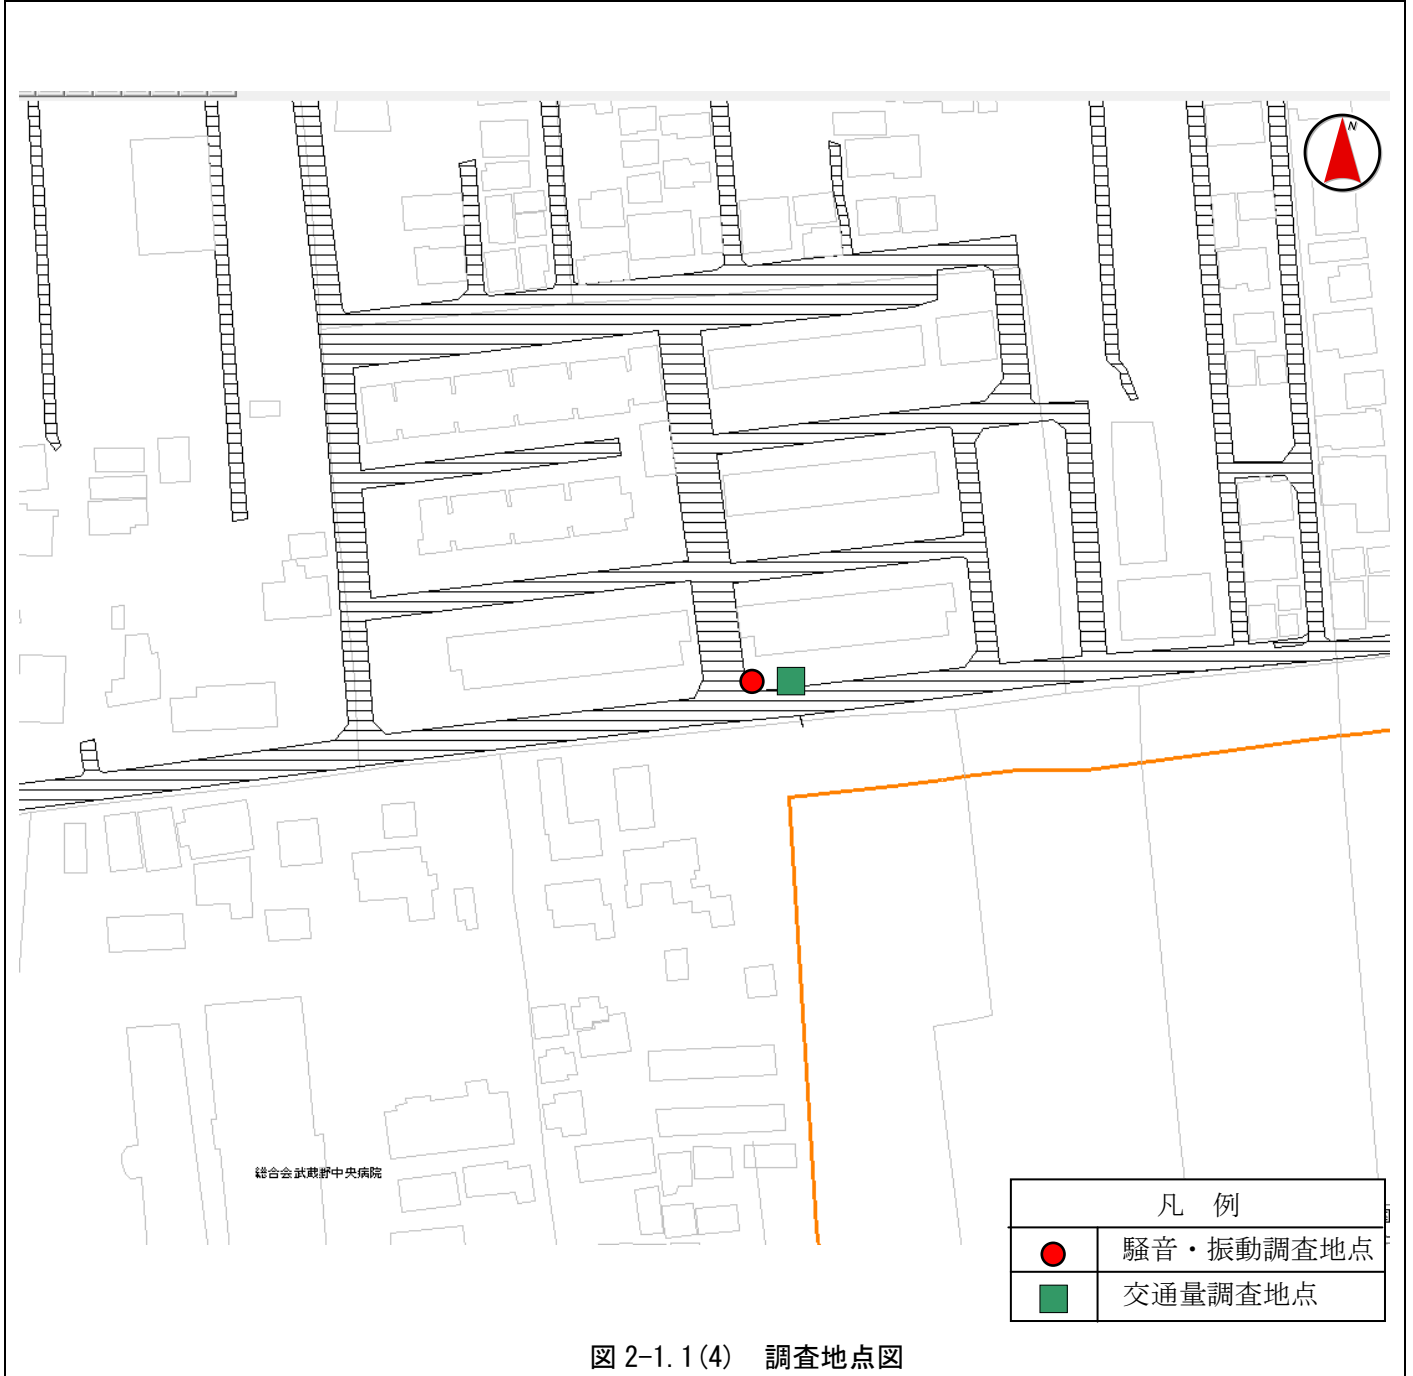 N
総合会武蔵野中央病院
凡 例
騒音・振動調査地点
交通量調査地点
図 2-1.1(4) 調査地点図